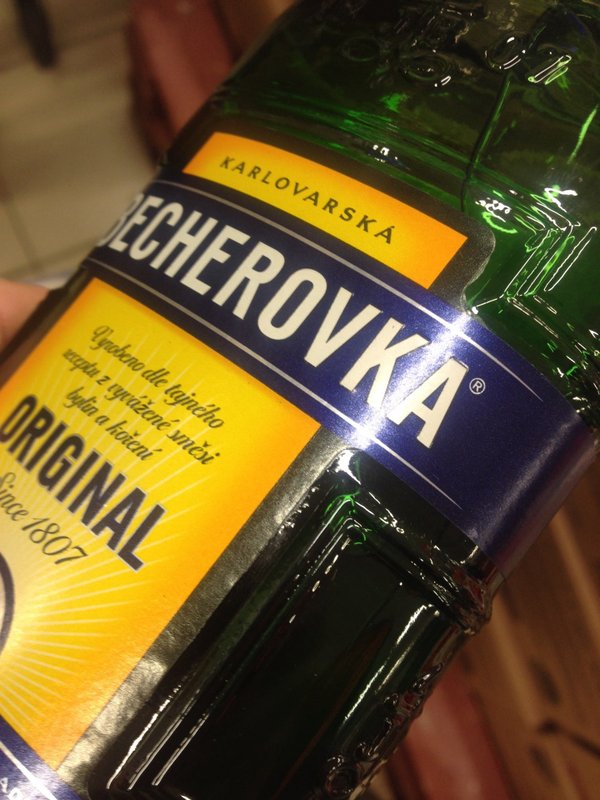 KARLOVARSKÁ
BECHEROVKA®
Vyrobeno dle tajného
receptu z vyvážené směsi
bylin a koření
ORIGINAL
Since 1807